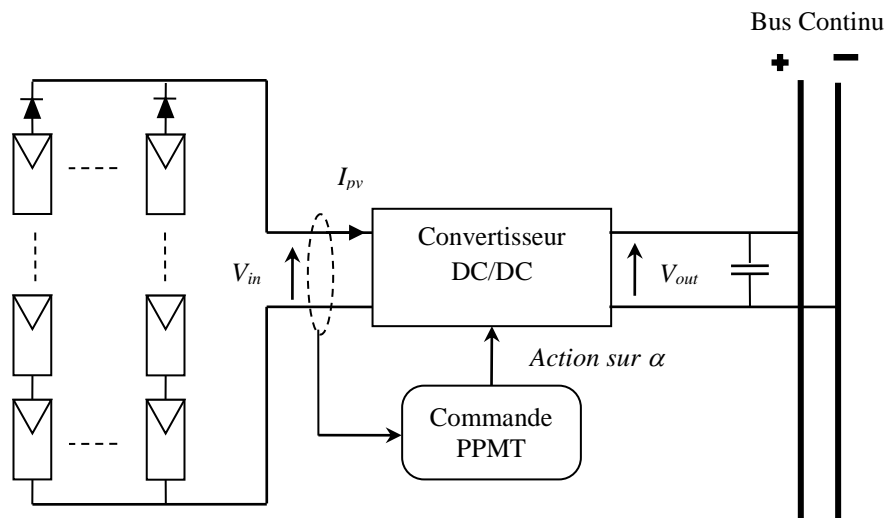 Bus Continu
+ −
I_pv
Convertisseur
DC/DC
V_in
V_out
Action sur α
Commande
PPMT